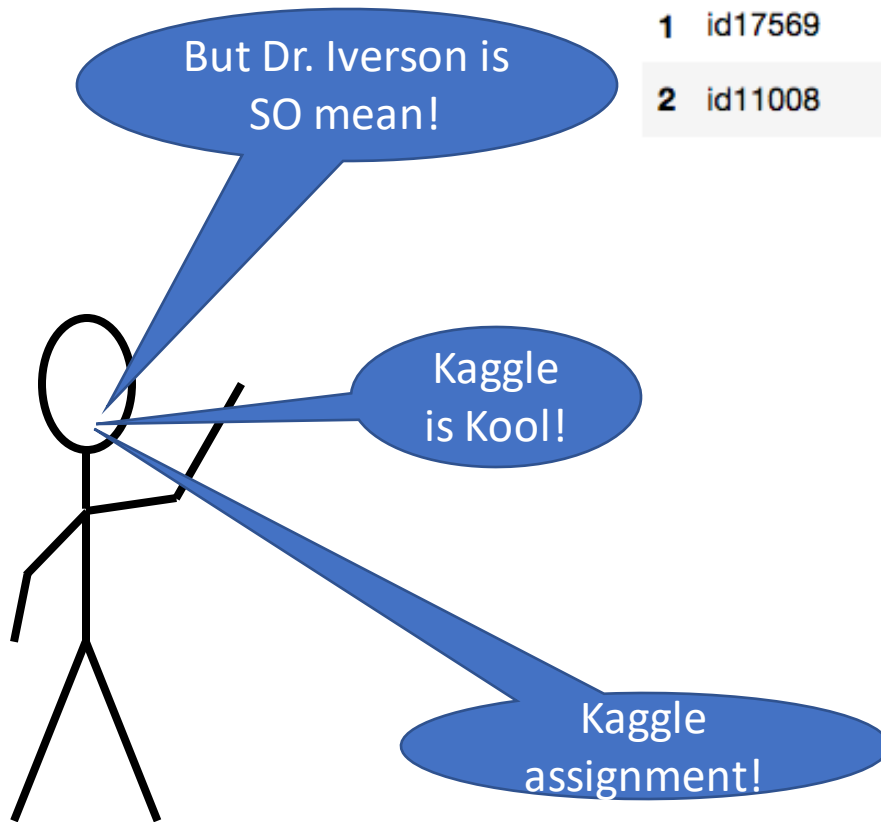 But Dr. Iverson is
SO mean!
1 id17569
2 id11008
Kaggle
is Kool!
Kaggle
assignment!